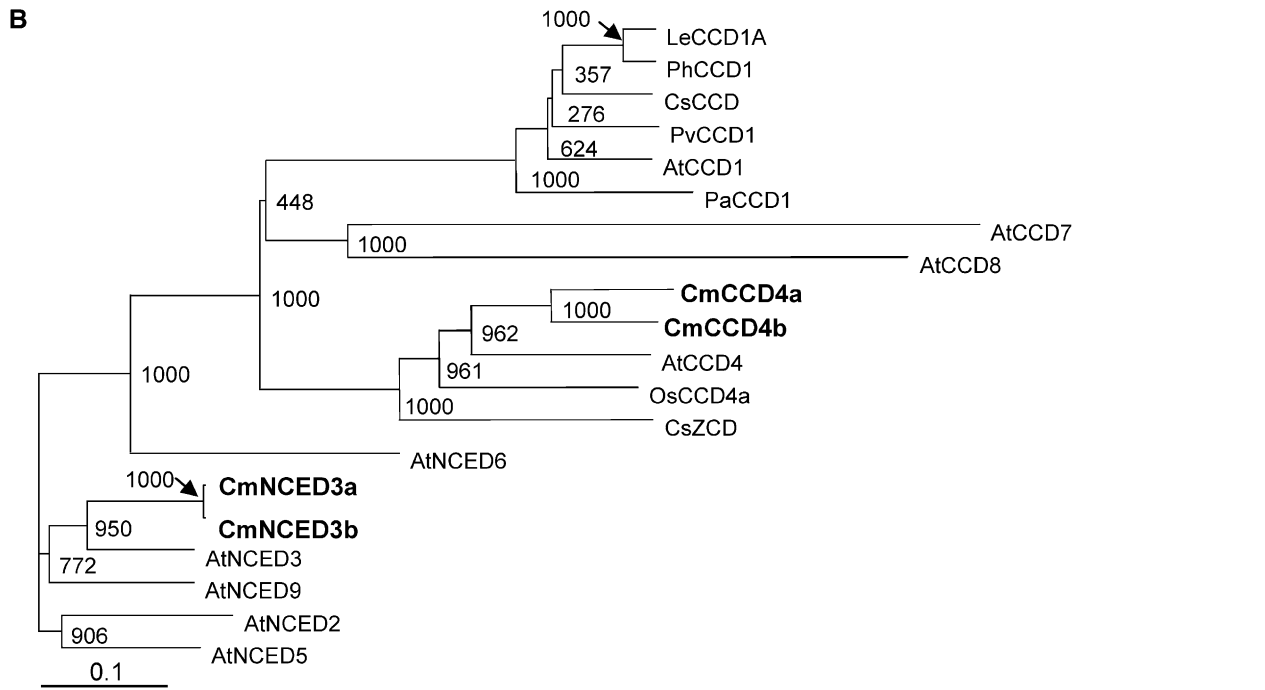 B
1000
LeCCD1A
PhCCD1
357
CsCCD
276
PvCCD1
624
AtCCD1
1000
PaCCD1
448
AtCCD7
1000
AtCCD8
CmCCD4a
1000
1000
CmCCD4b
962
AtCCD4
961
1000
OsCCD4a
1000
CsZCD
AtNCED6
1000
CmNCED3a
950
CmNCED3b
AtNCED3
772
AtNCED9
AtNCED2
906
AtNCED5
0.1